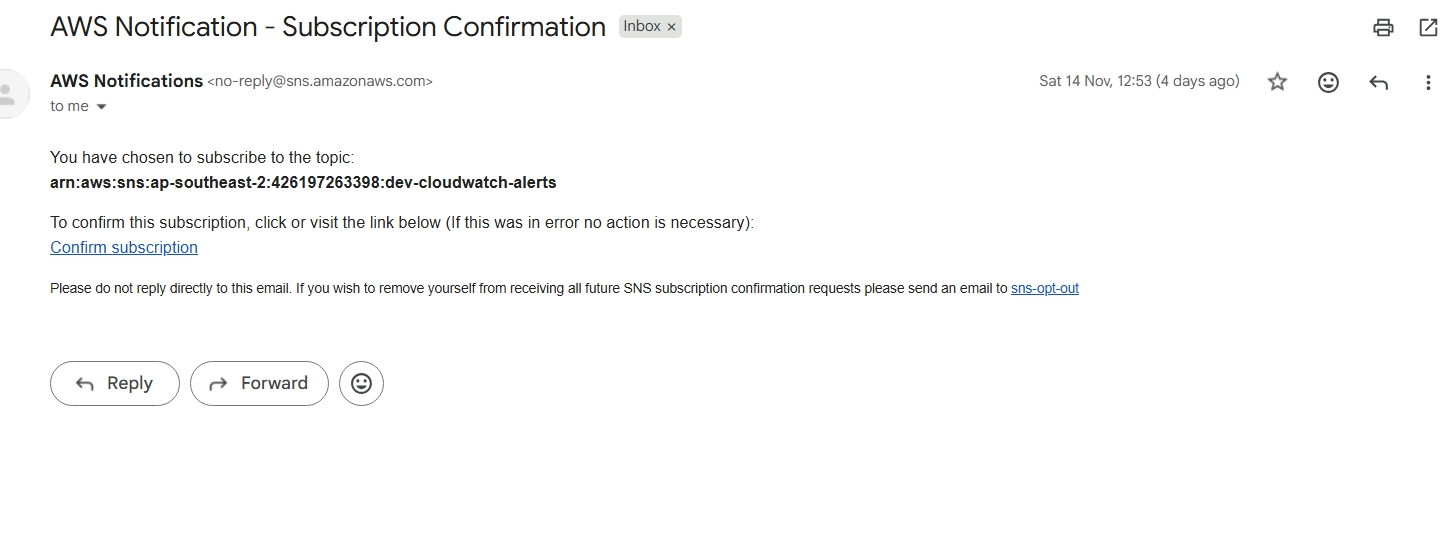 AWS Notification - Subscription Confirmation Inbox ×
AWS Notifications <no-reply@sns.amazonaws.com> Sat 14 Nov, 12:53 (4 days ago)
to me
You have chosen to subscribe to the topic:
arn:aws:sns:ap-southeast-2:426197263398:dev-cloudwatch-alerts
To confirm this subscription, click or visit the link below (If this was in error no action is necessary):
Confirm subscription
Please do not reply directly to this email. If you wish to remove yourself from receiving all future SNS subscription confirmation requests please send an email to sns-opt-out
Reply Forward